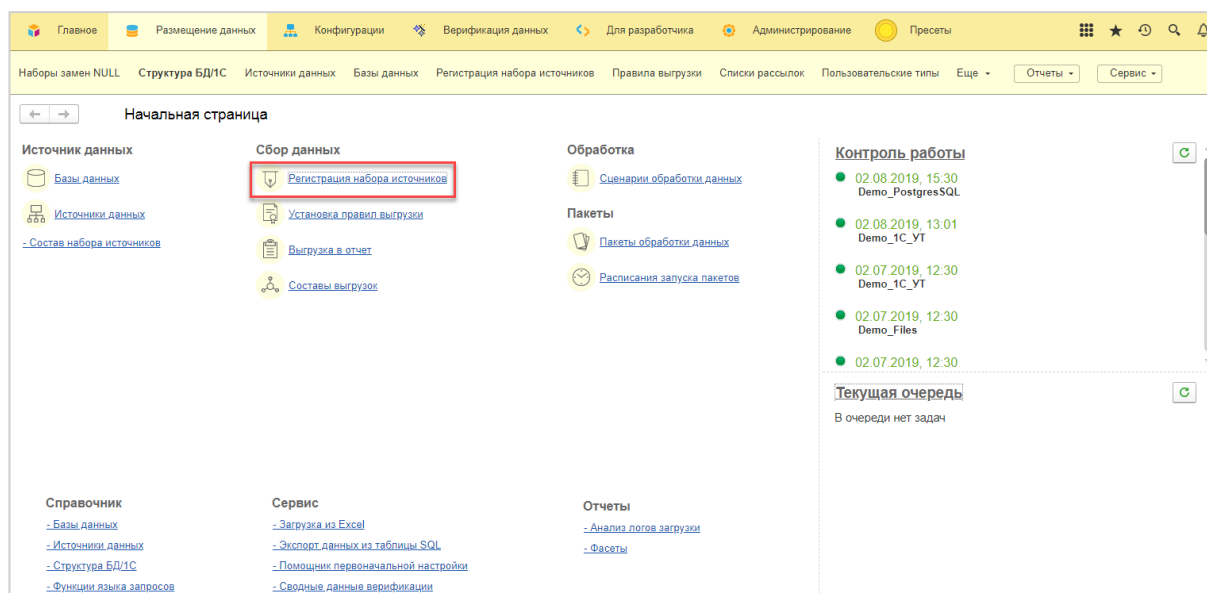 Главное Размещение данных Конфигурации Верификация данных Для разработчика Администрирование Пресеты
Наборы замен NULL Структура БД/1С Источники данных Базы данных Регистрация набора источников Правила выгрузки Списки рассылок Пользовательские типы Еще Отчеты Сервис
Начальная страница
Источник данных
Базы данных
Источники данных
- Состав набора источников
Сбор данных
Регистрация набора источников
Установка правил выгрузки
Выгрузка в отчет
Составы выгрузок
Обработка
Сценарии обработки данных
Пакеты
Пакеты обработки данных
Расписания запуска пакетов
Контроль работы
02.08.2019, 15:30
Demo_PostgresSQL
02.08.2019, 13:01
Demo_1С_УТ
02.07.2019, 12:30
Demo_1С_УТ
02.07.2019, 12:30
Demo_Files
02.07.2019, 12:30
Текущая очередь
В очереди нет задач
Справочник
- Базы данных
- Источники данных
- Структура БД/1С
- Функции языка запросов
Сервис
- Загрузка из Excel
- Экспорт данных из таблицы SQL
- Помощник первоначальной настройки
- Сводные данные верификации
Отчеты
- Анализ логов загрузки
- Фасеты